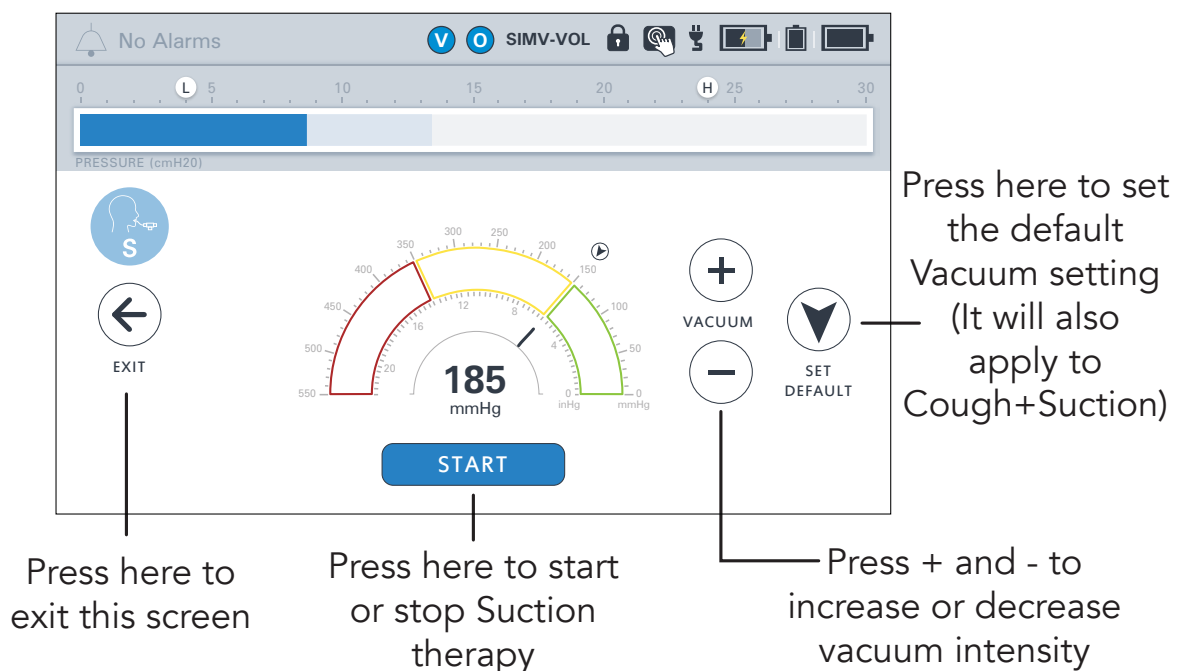 No Alarms
V O SIMV-VOL
0 5 10 15 20 25 30
L H
PRESSURE (cmH20)
S
EXIT
550 500 450 400 350 300 250 200 150 100 50 0
20 16 12 8 4 0
inHg mmHg
185
mmHg
START
+
VACUUM
-
SET
DEFAULT
Press here to set
the default
Vacuum setting
(It will also
apply to
Cough+Suction)
Press here to
exit this screen
Press here to start
or stop Suction
therapy
Press + and - to
increase or decrease
vacuum intensity